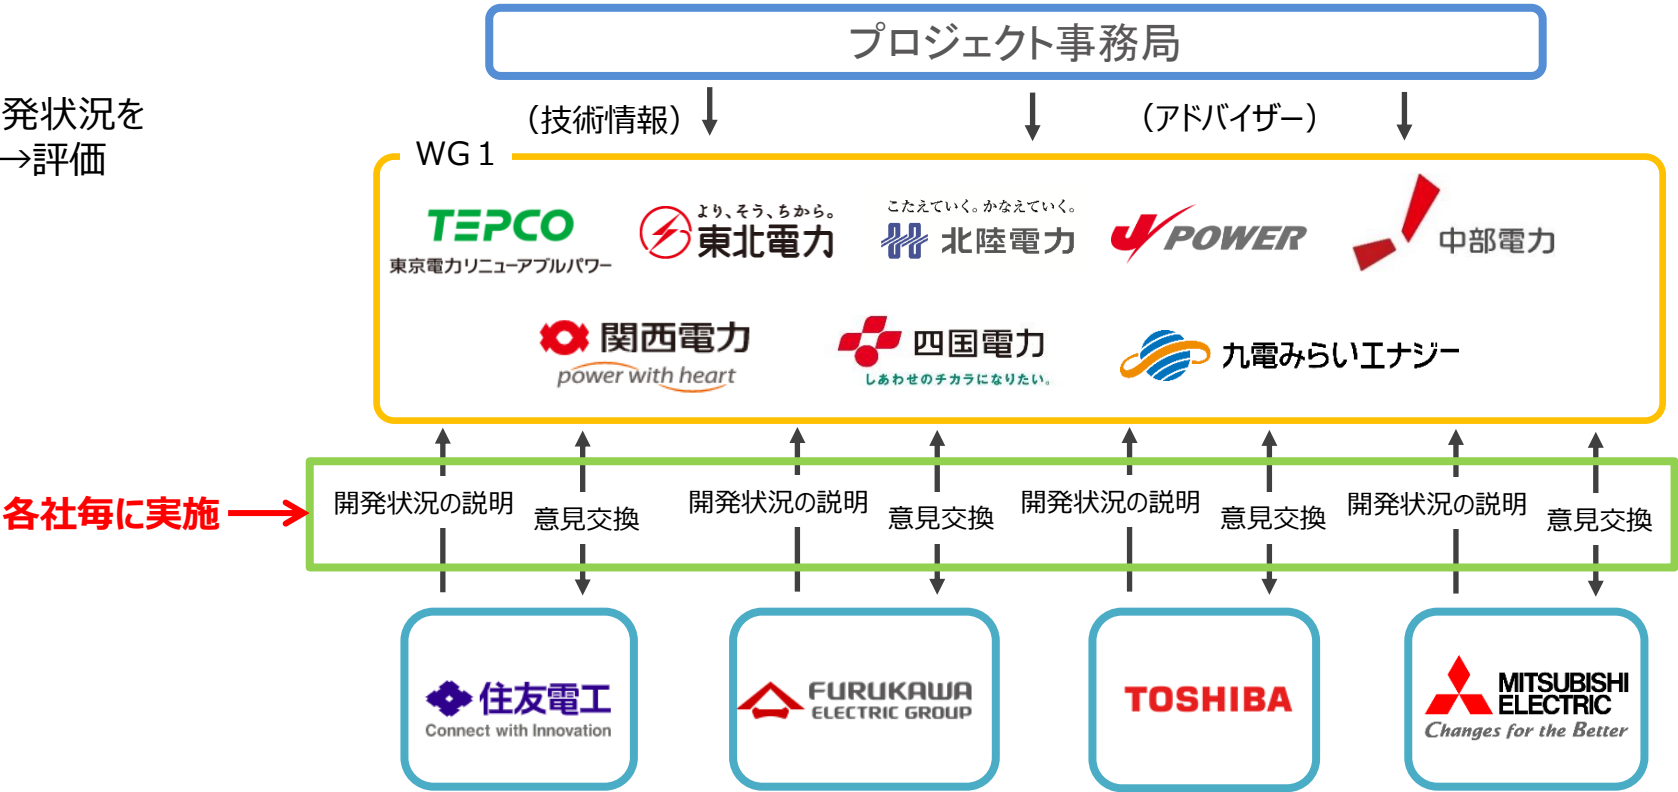 プロジェクト事務局
発状況を
→評価
（技術情報）
（アドバイザー）
WG１
TEPCO
東京電力リニューアブルパワー
より、そう、ちから。
東北電力
こたえていく。かなえていく。
北陸電力
J POWER
中部電力
関西電力
power with heart
四国電力
しあわせのチカラになりたい。
九電みらいエナジー
各社毎に実施
開発状況の説明
意見交換
開発状況の説明
意見交換
開発状況の説明
意見交換
開発状況の説明
意見交換
住友電工
Connect with Innovation
FURUKAWA
ELECTRIC GROUP
TOSHIBA
MITSUBISHI
ELECTRIC
Changes for the Better